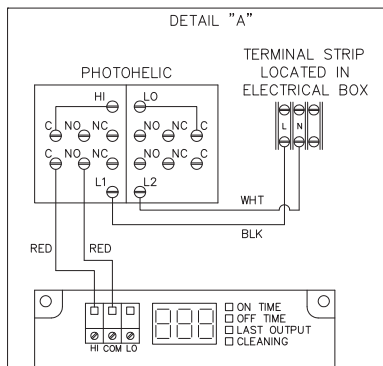 DETAIL "A"
TERMINAL STRIP
LOCATED IN
ELECTRICAL BOX
PHOTOHELIC
HI LO
C NO NC NO NC C
C NO NC NO NC C
L1 L2
L N
WHT
BLK
RED RED
HI COM LO
ON TIME
OFF TIME
LAST OUTPUT
CLEANING